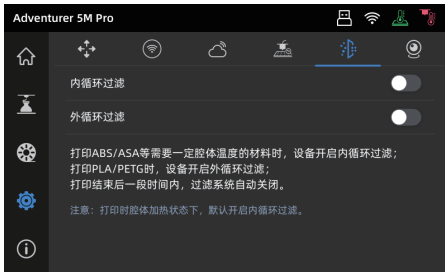 Adventurer 5M Pro
内循环过滤
外循环过滤
打印ABS/ASA等需要一定腔体温度的材料时，设备开启内循环过滤；
打印PLA/PETG时，设备开启外循环过滤；
打印结束后一段时间内，过滤系统自动关闭。
注意：打印时腔体加热状态下，默认开启内循环过滤。